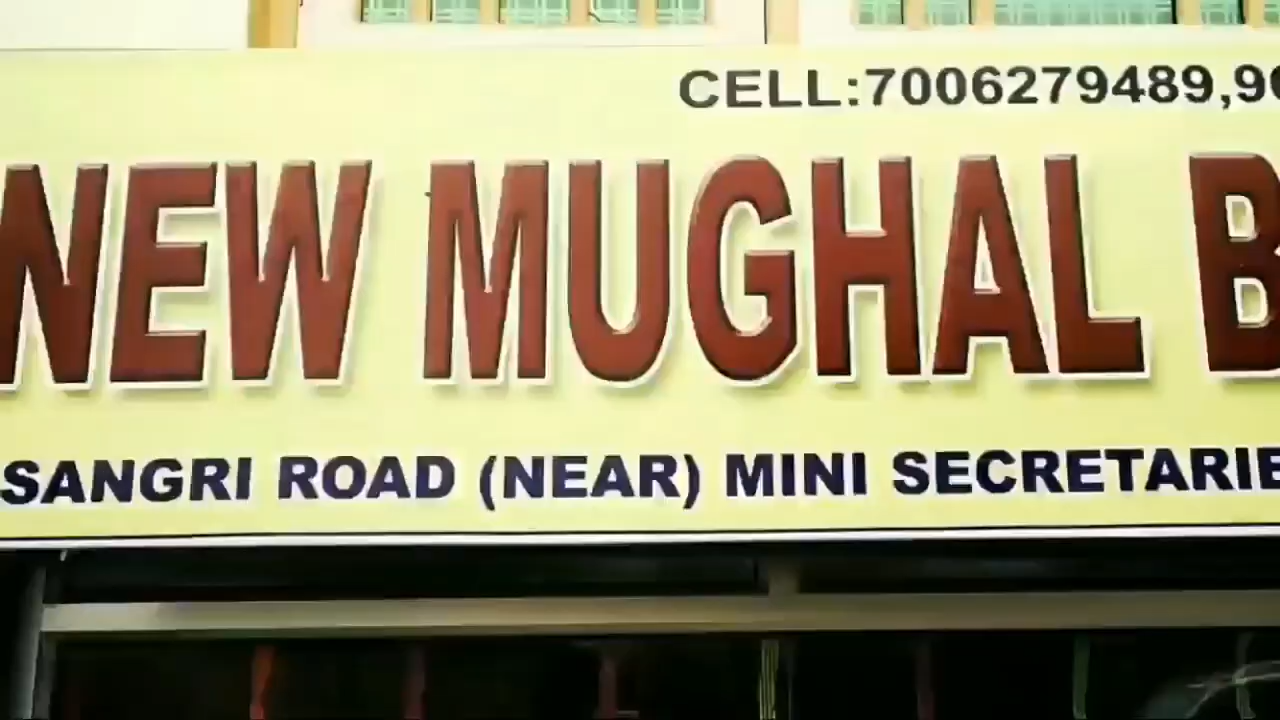 CELL:7006279489,9
NEW MUGHAL B
SANGRI ROAD (NEAR) MINI SECRETARIE